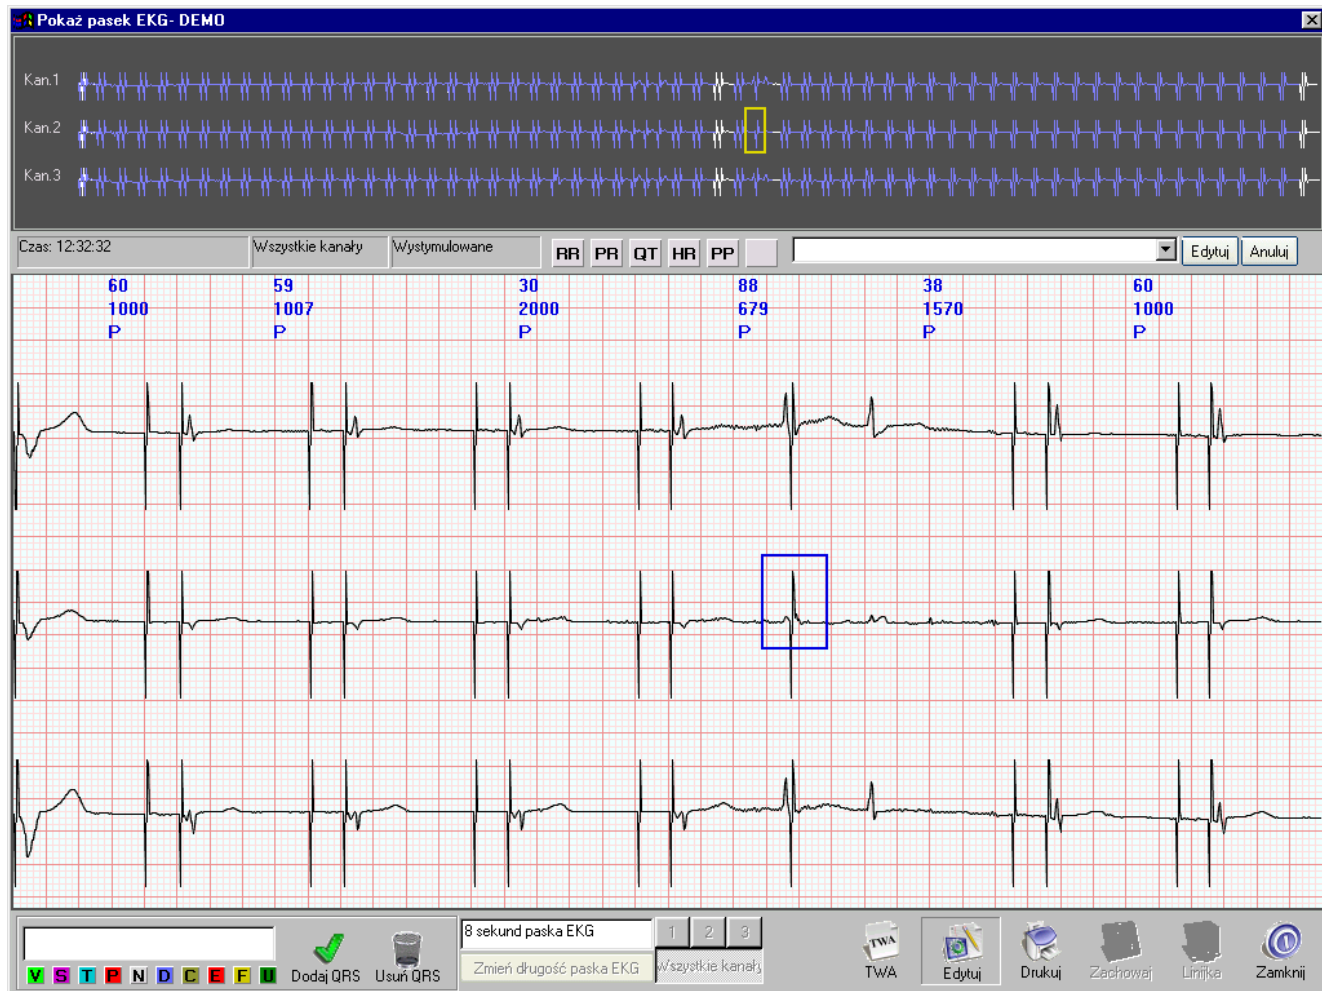 Pokaż pasek EKG- DEMO
Kan.1
Kan.2
Kan.3
Czas: 12:32:32 Wszystkie kanały Wystymulowane RR PR QT HR PP Edytuj Anuluj
60 59 30 88 38 60
1000 1007 2000 679 1570 1000
P P P P P P
8 sekund paska EKG 1 2 3
V S T P N D C E F U Dodaj QRS Usuń QRS Zmień długość paska EKG Wszystkie kanały TWA Edytuj Drukuj Zachowaj Linijka Zamknij